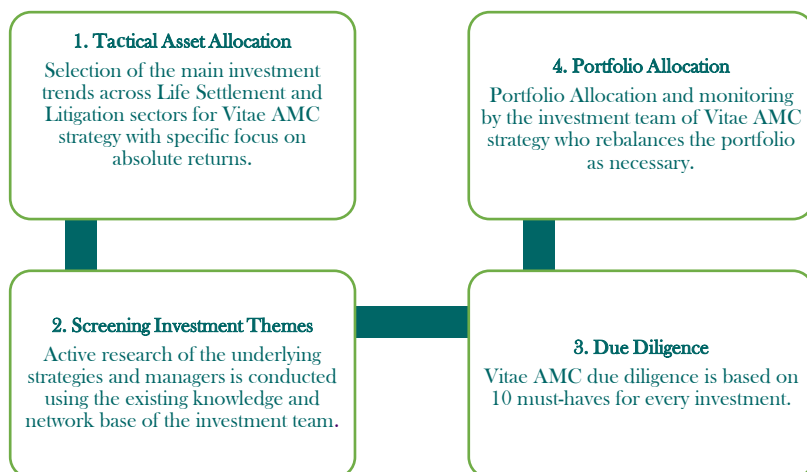 1. Tactical Asset Allocation
Selection of the main investment
trends across Life Settlement and
Litigation sectors for Vitae AMC
strategy with specific focus on
absolute returns.
2. Screening Investment Themes
Active research of the underlying
strategies and managers is conducted
using the existing knowledge and
network base of the investment team.
3. Due Diligence
Vitae AMC due diligence is based on
10 must-haves for every investment.
4. Portfolio Allocation
Portfolio Allocation and monitoring
by the investment team of Vitae AMC
strategy who rebalances the portfolio
as necessary.